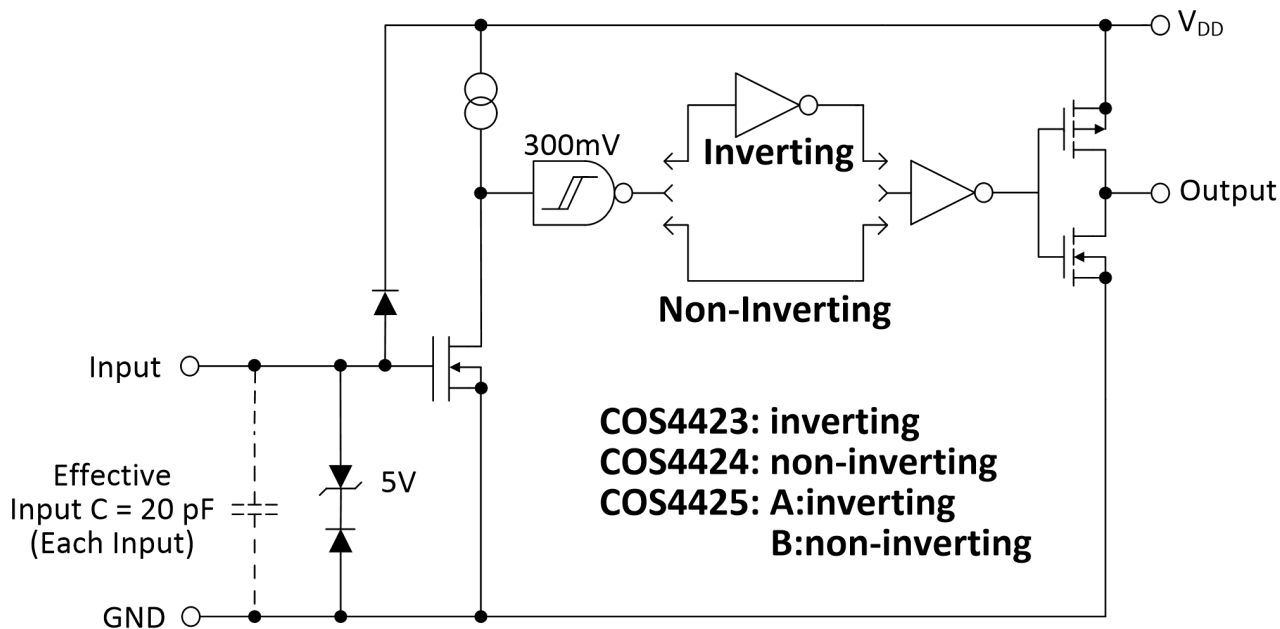 V_DD
300mV
Inverting
Output
Non-Inverting
Input
COS4423: inverting
COS4424: non-inverting
COS4425: A:inverting
B:non-inverting
Effective
Input C = 20 pF
(Each Input)
5V
GND